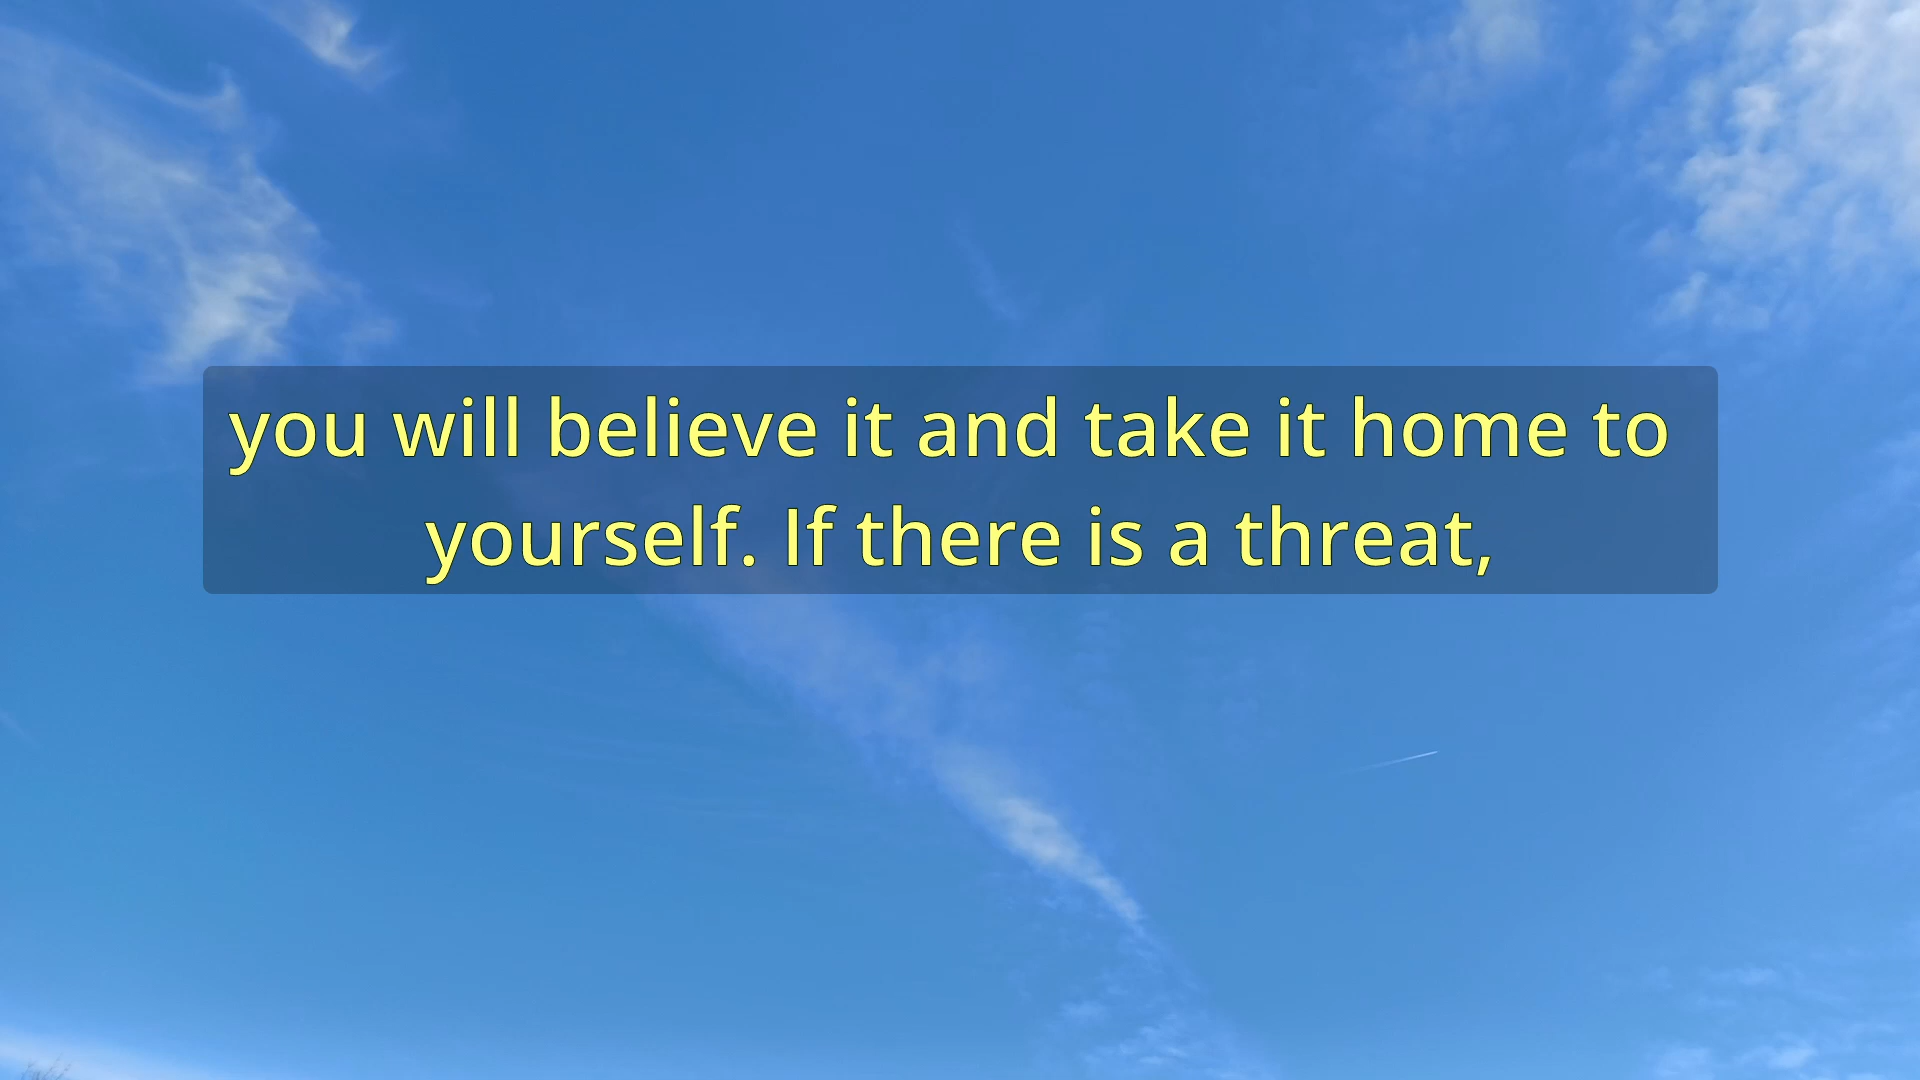 you will believe it and take it home to
yourself. If there is a threat,